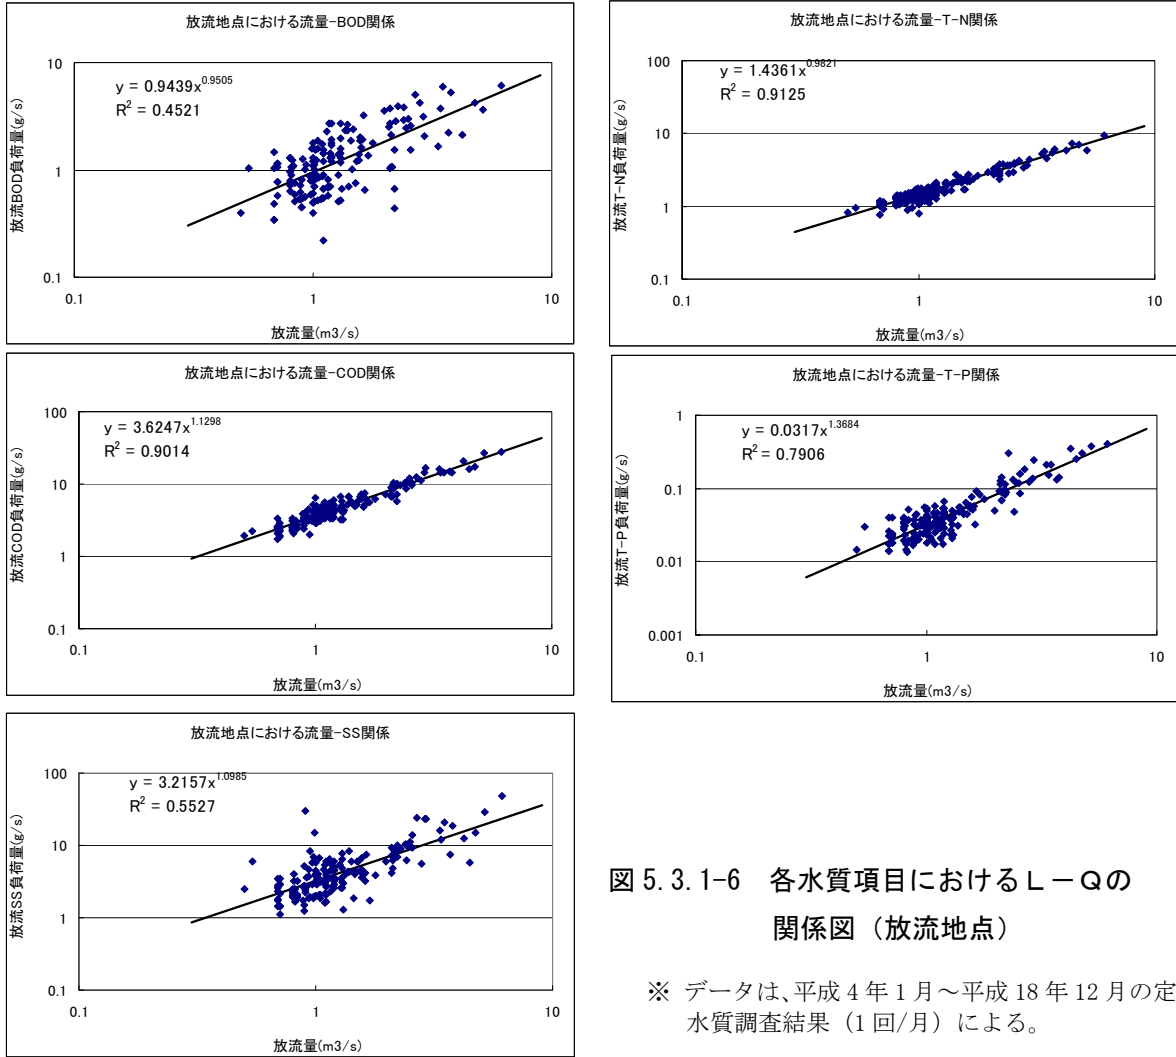 放流地点における流量-BOD関係
y = 0.9439x^0.9505
R² = 0.4521
放流BOD負荷量(g/s)
10
1
0.1
0.1
1
10
放流量(m3/s)
放流地点における流量-T-N関係
y = 1.4361x^0.9821
R² = 0.9125
放流T-N負荷量(g/s)
100
10
1
0.1
0.1
1
10
放流量(m3/s)
放流地点における流量-COD関係
y = 3.6247x^1.1298
R² = 0.9014
放流COD負荷量(g/s)
100
10
1
0.1
0.1
1
10
放流量(m3/s)
放流地点における流量-T-P関係
y = 0.0317x^1.3684
R² = 0.7906
放流T-P負荷量(g/s)
1
0.1
0.01
0.001
0.1
1
10
放流量(m3/s)
放流地点における流量-SS関係
y = 3.2157x^1.0985
R² = 0.5527
放流SS負荷量(g/s)
100
10
1
0.1
0.1
1
10
放流量(m3/s)
図 5.3.1-6 各水質項目におけるL－Qの
関係図（放流地点）
※ データは、平成 4 年 1 月～平成 18 年 12 月の定
水質調査結果（1 回/月）による。